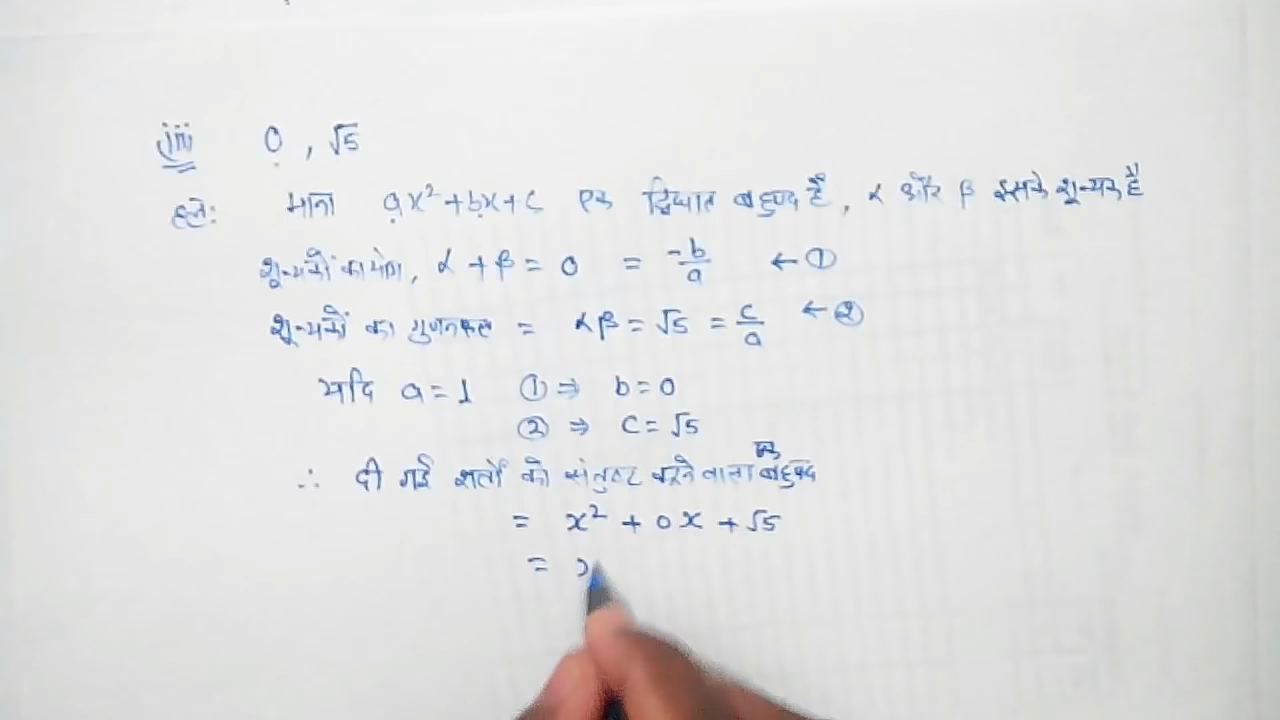 (iii) 0 , √5
हल: माना ax² + bx + c एक द्विघात बहुपद है, α और β इसके शून्यक है
शून्यकों का योग, α + β = 0 = -b/a ← ①
शून्यकों का गुणनफल = αβ = √5 = c/a ← ②
यदि a = 1 ① ⇒ b = 0
② ⇒ c = √5
∴ दी गई शर्तों को संतुष्ट करने वाला एक बहुपद
= x² + 0x + √5
=